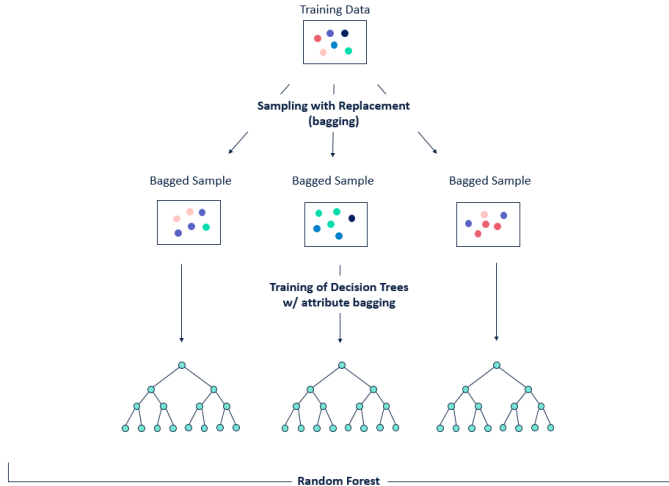 Training Data
Sampling with Replacement
(bagging)
Bagged Sample
Bagged Sample
Bagged Sample
Training of Decision Trees
w/ attribute bagging
Random Forest